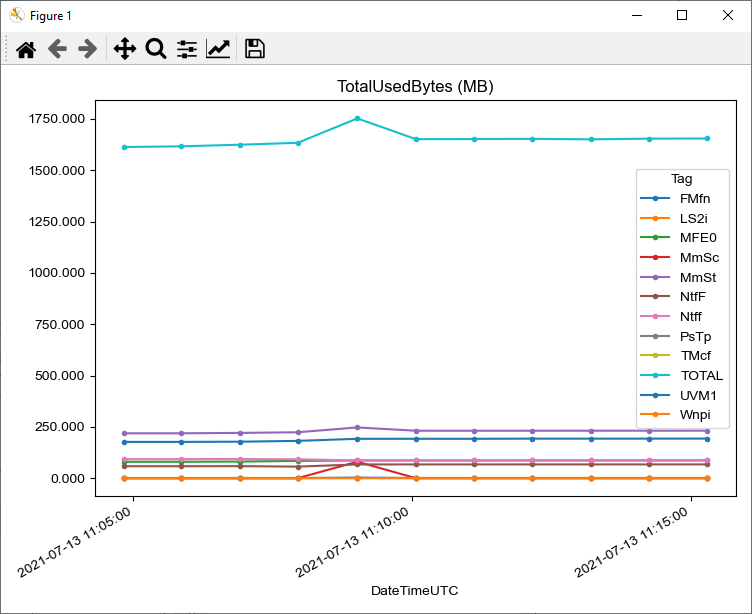 Figure 1
TotalUsedBytes (MB)
1750.000
1500.000
1250.000
1000.000
750.000
500.000
250.000
0.000
Tag
FMfn
LS2i
MFE0
MmSc
MmSt
NtfF
Ntff
PsTp
TMcf
TOTAL
UVM1
Wnpi
2021-07-13 11:05:00
2021-07-13 11:10:00
2021-07-13 11:15:00
DateTimeUTC